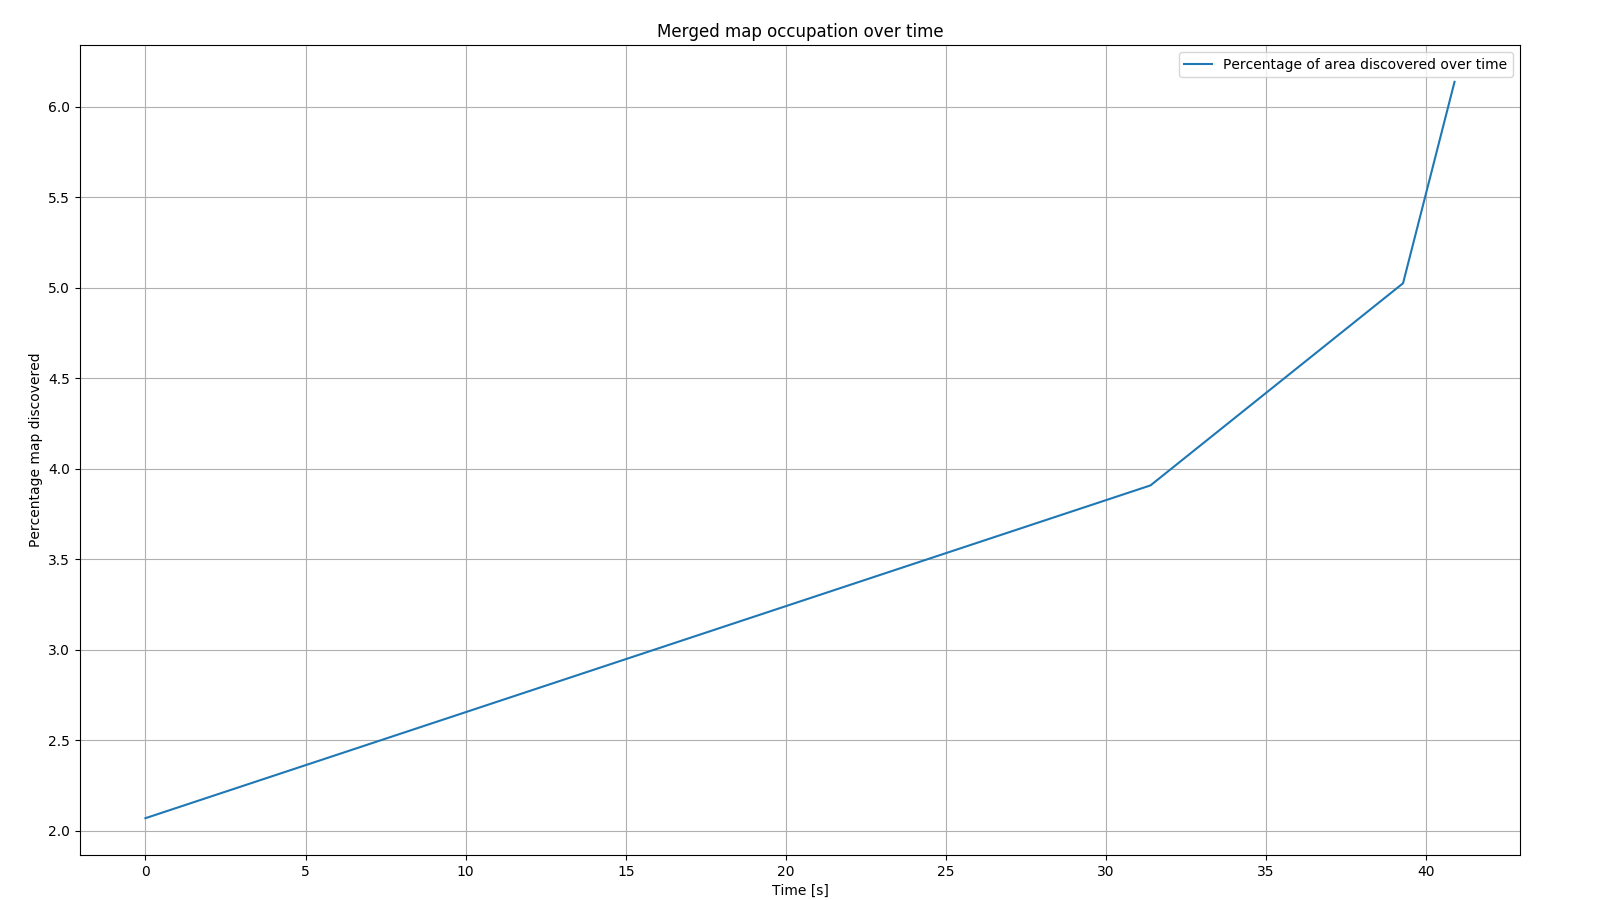 Merged map occupation over time
Percentage of area discovered over time
6.0
5.5
5.0
4.5
4.0
3.5
3.0
2.5
2.0
Percentage map discovered
0 5 10 15 20 25 30 35 40
Time [s]